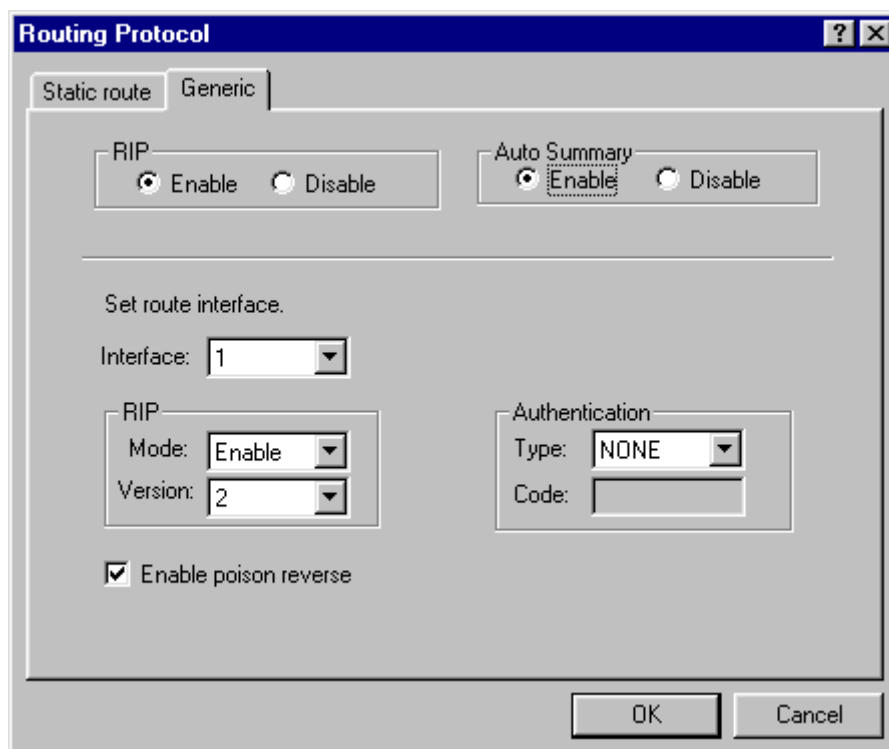 Routing Protocol
Static route
Generic
RIP
Enable Disable
Auto Summary
Enable Disable
Set route interface.
Interface: 1
RIP
Mode: Enable
Version: 2
Authentication
Type: NONE
Code:
Enable poison reverse
OK
Cancel